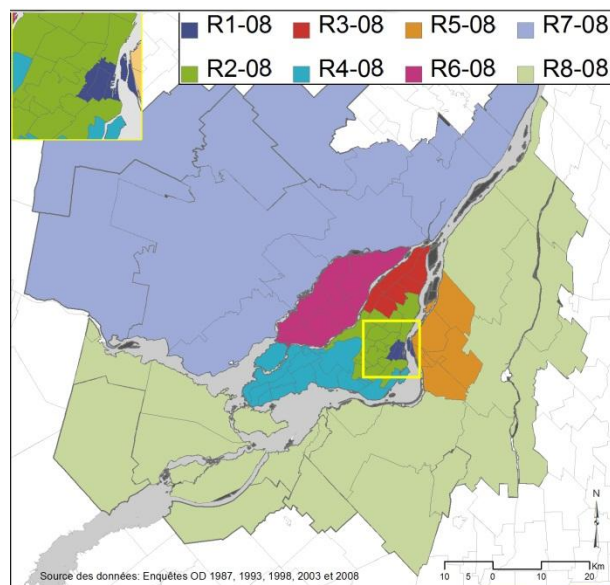 R1-08 R3-08 R5-08 R7-08
R2-08 R4-08 R6-08 R8-08
N
Source des données: Enquêtes OD 1987, 1993, 1998, 2003 et 2008
Km
10 5 0 10 20